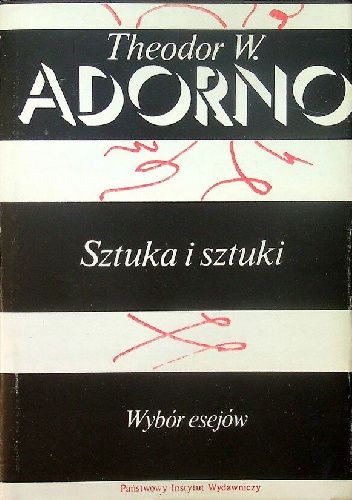 Theodor W.
ADORNO
Sztuka i sztuki
Wybór esejów
Państwowy Instytut Wydawniczy